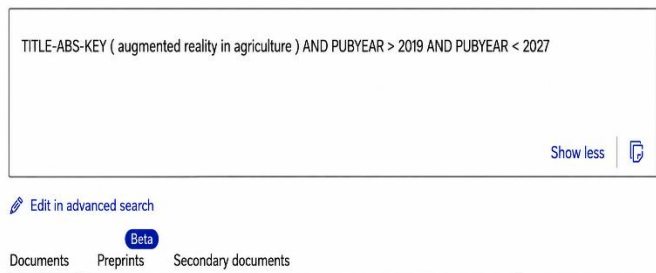 TITLE-ABS-KEY ( augmented reality in agriculture ) AND PUBYEAR > 2019 AND PUBYEAR < 2027
Show less
Edit in advanced search
Beta
Documents Preprints Secondary documents